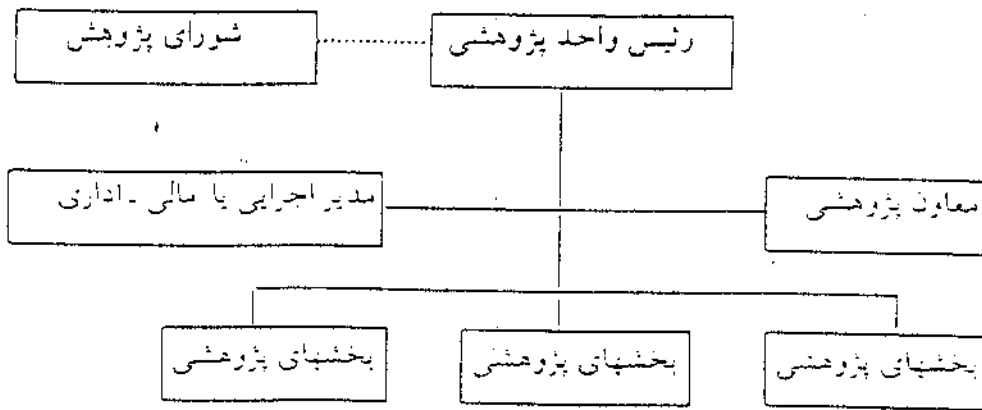 رئیس واحد پژوهشی
شورای پژوهش
معاون پژوهشی
مدیر اجرایی یا مالی ـ اداری
بخشهای پژوهشی
بخشهای پژوهشی
بخشهای پژوهشی